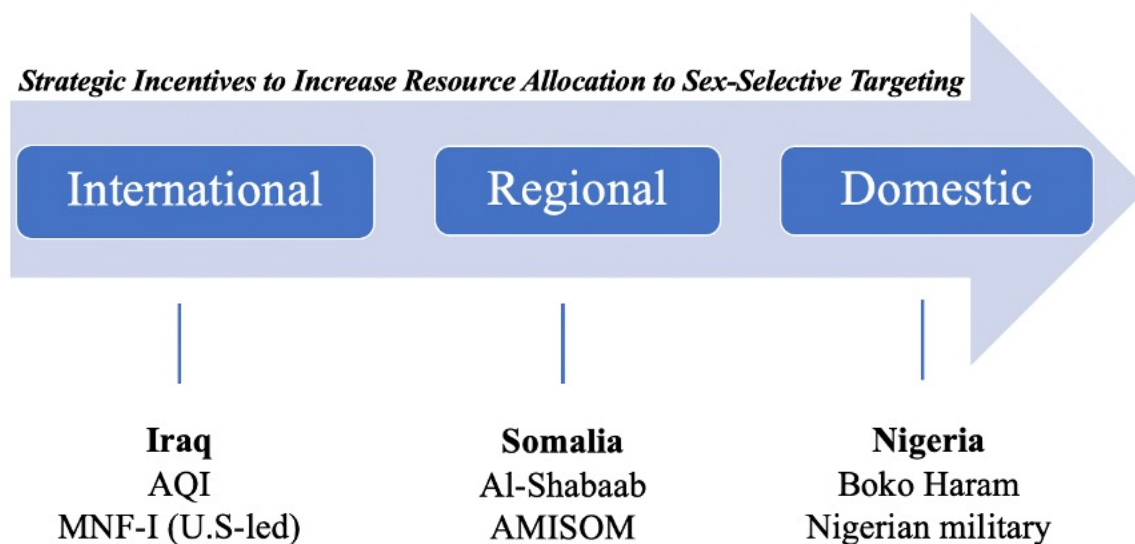 Strategic Incentives to Increase Resource Allocation to Sex-Selective Targeting
International Regional Domestic
Iraq Somalia Nigeria
AQI Al-Shabaab Boko Haram
MNF-I (U.S-led) AMISOM Nigerian military